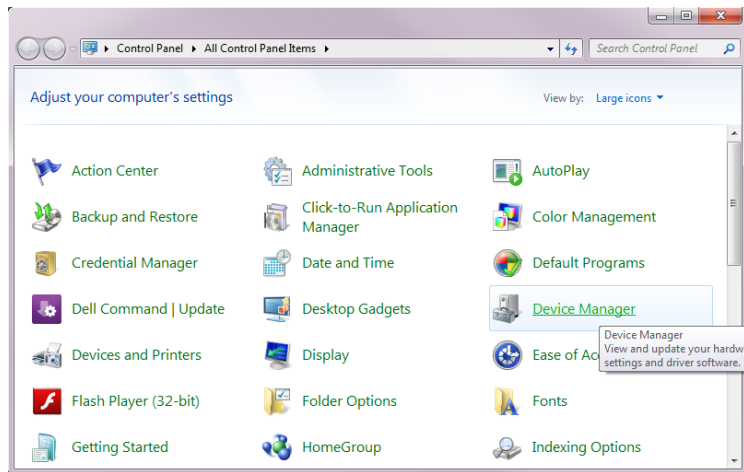 Control Panel ▸ All Control Panel Items ▸
Search Control Panel
Adjust your computer's settings
View by: Large icons
Action Center
Administrative Tools
AutoPlay
Backup and Restore
Click-to-Run Application
Manager
Color Management
Credential Manager
Date and Time
Default Programs
Dell Command | Update
Desktop Gadgets
Device Manager
Device Manager
View and update your hardw
settings and driver software.
Devices and Printers
Display
Ease of Acc
Flash Player (32-bit)
Folder Options
Fonts
Getting Started
HomeGroup
Indexing Options